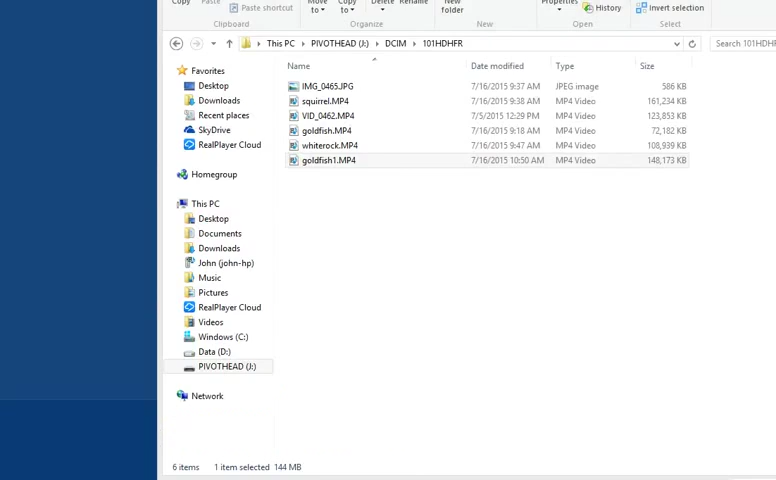 Copy Paste Paste shortcut Move to Copy to Delete Rename New folder Properties History Invert selection
Clipboard Organize New Open Select
This PC PIVOTHEAD (J:) DCIM 101HDHFR Search 101HDHFR
Name Date modified Type Size
Favorites
Desktop
Downloads
Recent places
SkyDrive
RealPlayer Cloud
Homegroup
This PC
Desktop
Documents
Downloads
John (john-hp)
Music
Pictures
RealPlayer Cloud
Videos
Windows (C:)
Data (D:)
PIVOTHEAD (J:)
Network
IMG_0465.JPG 7/16/2015 9:37 AM JPEG image 586 KB
squirrel.MP4 7/16/2015 9:38 AM MP4 Video 161,234 KB
VID_0462.MP4 7/5/2015 12:29 PM MP4 Video 123,853 KB
goldfish.MP4 7/16/2015 9:18 AM MP4 Video 72,182 KB
whiterock.MP4 7/16/2015 9:47 AM MP4 Video 108,939 KB
goldfish1.MP4 7/16/2015 10:50 AM MP4 Video 148,173 KB
6 items 1 item selected 144 MB